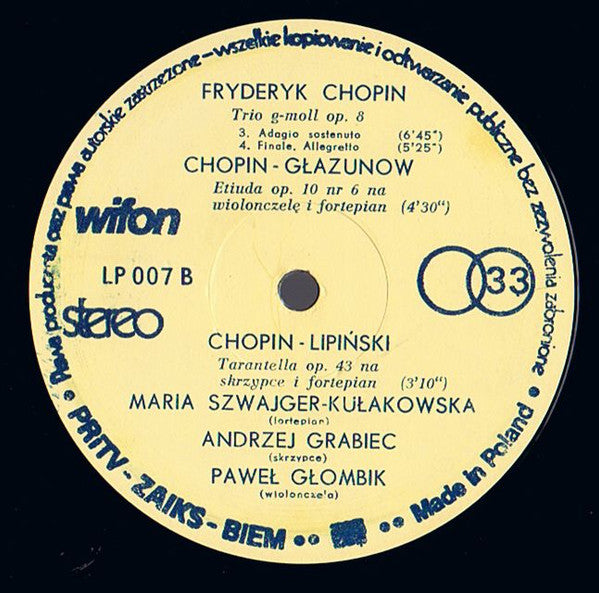 Prawa producenta oraz prawa autorskie zastrzeżone – wszelkie kopiowanie i odtwarzanie publiczne bez zezwolenia zabronione
FRYDERYK CHOPIN
Trio g-moll op. 8
3. Adagio sostenuto (6'45")
4. Finale. Allegretto (5'25")
CHOPIN - GŁAZUNOW
Etiuda op. 10 nr 6 na
wiolonczelę i fortepian (4'30")
wifon
LP 007 B
33
stereo
CHOPIN - LIPIŃSKI
Tarantella op. 43 na
skrzypce i fortepian (3'10")
MARIA SZWAJGER-KUŁAKOWSKA
(fortepian)
ANDRZEJ GRABIEC
(skrzypce)
PAWEŁ GŁOMBIK
(wiolonczela)
PRITV - ZAIKS - BIEM
Made in Poland